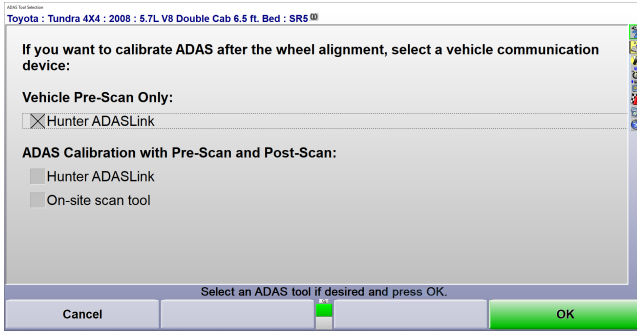 ADAS Tool Selection
Toyota : Tundra 4X4 : 2008 : 5.7L V8 Double Cab 6.5 ft. Bed : SR5
If you want to calibrate ADAS after the wheel alignment, select a vehicle communication
device:
Vehicle Pre-Scan Only:
Hunter ADASLink
ADAS Calibration with Pre-Scan and Post-Scan:
Hunter ADASLink
On-site scan tool
Select an ADAS tool if desired and press OK.
Cancel
OK